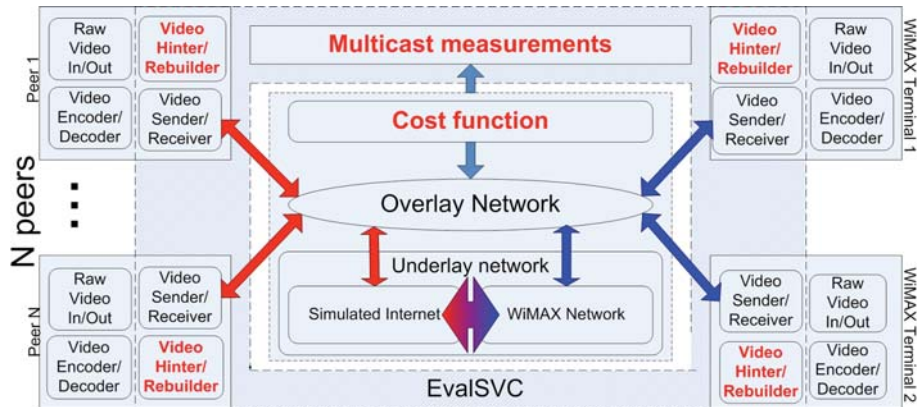 Peer 1
Raw
Video
In/Out
Video
Hinter/
Rebuilder
Video
Encoder/
Decoder
Video
Sender/
Receiver
Multicast measurements
Cost function
Overlay Network
Underlay network
Simulated Internet
WiMAX Network
EvalSVC
N peers
...
Video
Hinter/
Rebuilder
Raw
Video
In/Out
Video
Sender/
Receiver
Video
Encoder/
Decoder
WiMAX Terminal 1
Peer N
Raw
Video
In/Out
Video
Sender/
Receiver
Video
Encoder/
Decoder
Video
Hinter/
Rebuilder
Video
Sender/
Receiver
Raw
Video
In/Out
Video
Hinter/
Rebuilder
Video
Encoder/
Decoder
WiMAX Terminal 2